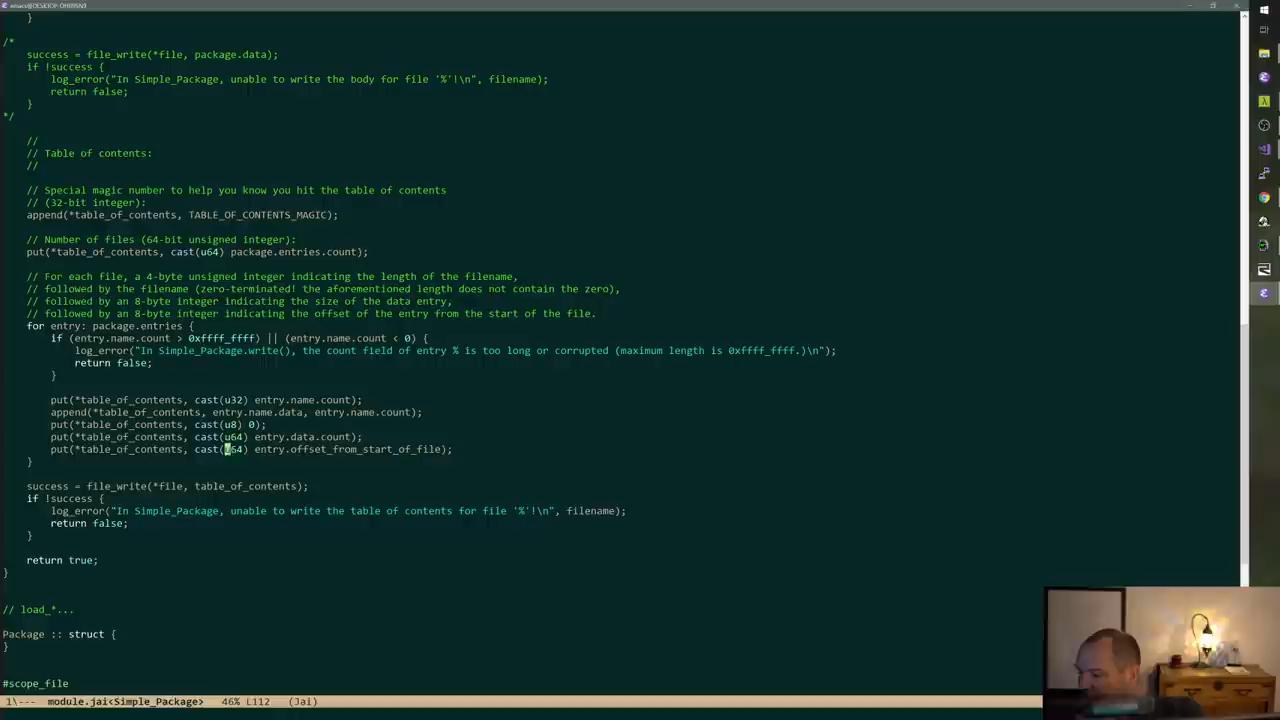 emacs@DESKTOP-OH89SN9
}
/*
success = file_write(*file, package.data);
if !success {
log_error("In Simple_Package, unable to write the body for file '%'!\n", filename);
return false;
}
*/
//
// Table of contents:
//
// Special magic number to help you know you hit the table of contents
// (32-bit integer):
append(*table_of_contents, TABLE_OF_CONTENTS_MAGIC);
// Number of files (64-bit unsigned integer):
put(*table_of_contents, cast(u64) package.entries.count);
// For each file, a 4-byte unsigned integer indicating the length of the filename,
// followed by the filename (zero-terminated! the aforementioned length does not contain the zero),
// followed by an 8-byte integer indicating the size of the data entry,
// followed by an 8-byte integer indicating the offset of the entry from the start of the file.
for entry: package.entries {
if (entry.name.count > 0xffff_ffff) || (entry.name.count < 0) {
log_error("In Simple_Package.write(), the count field of entry % is too long or corrupted (maximum length is 0xffff_ffff.)\n");
return false;
}
put(*table_of_contents, cast(u32) entry.name.count);
append(*table_of_contents, entry.name.data, entry.name.count);
put(*table_of_contents, cast(u8) 0);
put(*table_of_contents, cast(u64) entry.data.count);
put(*table_of_contents, cast(u64) entry.offset_from_start_of_file);
}
success = file_write(*file, table_of_contents);
if !success {
log_error("In Simple_Package, unable to write the table of contents for file '%'!\n", filename);
return false;
}
return true;
}
// load_*...
Package :: struct {
}
#scope_file
1\--- module.jai<Simple_Package> 46% L112 (Jai)